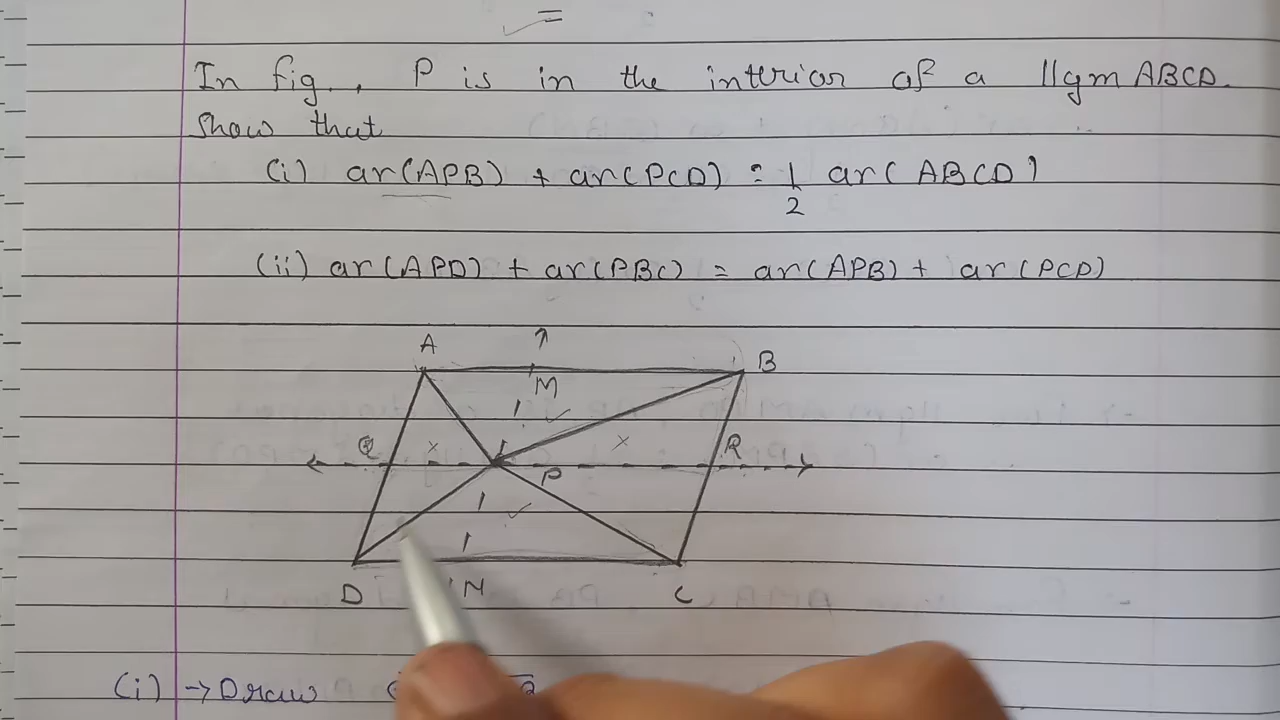 In fig., P is in the interior of a ||gm ABCD.
Show that
(i) ar(APB) + ar(PCD) = 1/2 ar(ABCD)
(ii) ar(APD) + ar(PBC) = ar(APB) + ar(PCD)
A
B
M
Q
R
P
D
N
C
(i) → Draw